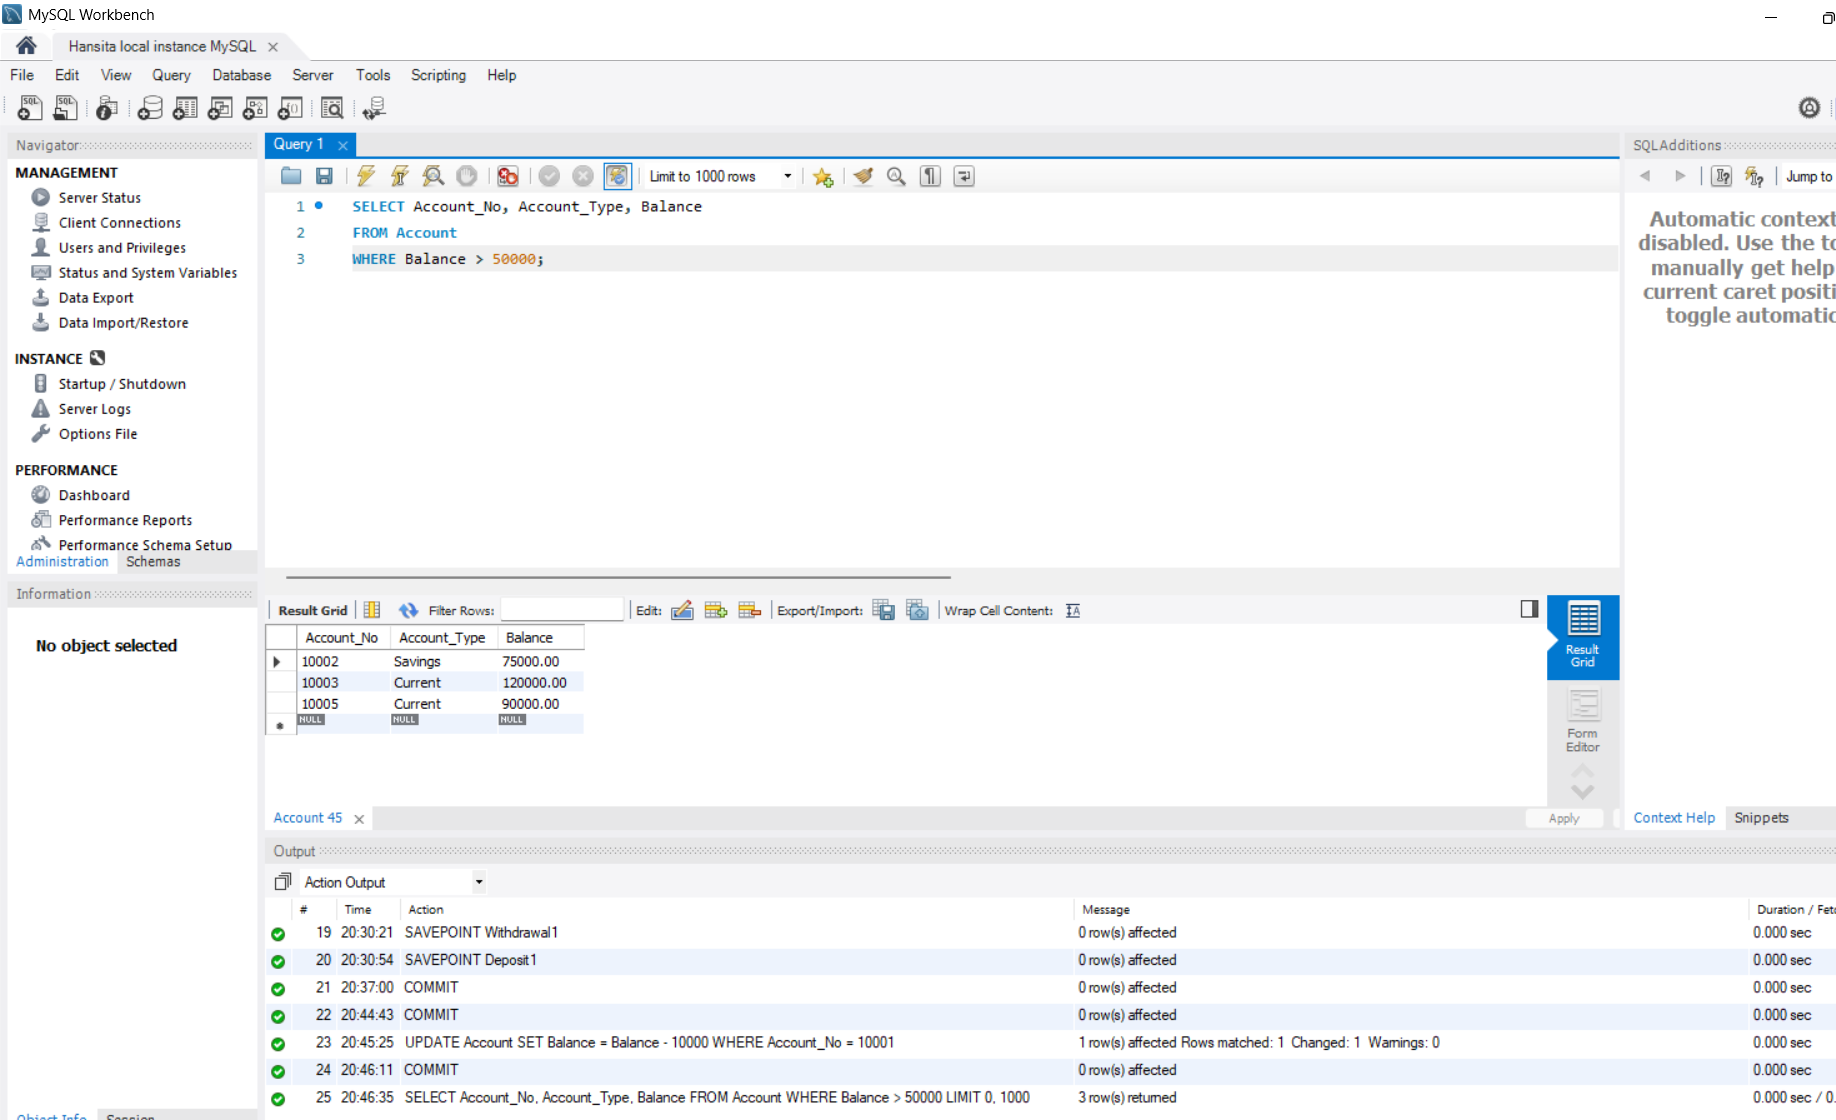 MySQL Workbench
Hansita local instance MySQL
File Edit View Query Database Server Tools Scripting Help
Navigator
MANAGEMENT
Server Status
Client Connections
Users and Privileges
Status and System Variables
Data Export
Data Import/Restore
INSTANCE
Startup / Shutdown
Server Logs
Options File
PERFORMANCE
Dashboard
Performance Reports
Performance Schema Setup
Administration Schemas
Information
No object selected
Object Info Session
Query 1
Limit to 1000 rows
1 SELECT Account_No, Account_Type, Balance
2 FROM Account
3 WHERE Balance > 50000;
Result Grid Filter Rows: Edit: Export/Import: Wrap Cell Content:
Account_No Account_Type Balance
10002 Savings 75000.00
10003 Current 120000.00
10005 Current 90000.00
NULL NULL NULL
Result
Grid
Form
Editor
Account 45
Apply
SQLAdditions
Jump to
Automatic context
disabled. Use the to
manually get help
current caret positi
toggle automatic
Context Help Snippets
Output
Action Output
# Time Action Message Duration / Fet
19 20:30:21 SAVEPOINT Withdrawal1 0 row(s) affected 0.000 sec
20 20:30:54 SAVEPOINT Deposit1 0 row(s) affected 0.000 sec
21 20:37:00 COMMIT 0 row(s) affected 0.000 sec
22 20:44:43 COMMIT 0 row(s) affected 0.000 sec
23 20:45:25 UPDATE Account SET Balance = Balance - 10000 WHERE Account_No = 10001 1 row(s) affected Rows matched: 1 Changed: 1 Warnings: 0 0.000 sec
24 20:46:11 COMMIT 0 row(s) affected 0.000 sec
25 20:46:35 SELECT Account_No, Account_Type, Balance FROM Account WHERE Balance > 50000 LIMIT 0, 1000 3 row(s) returned 0.000 sec / 0.